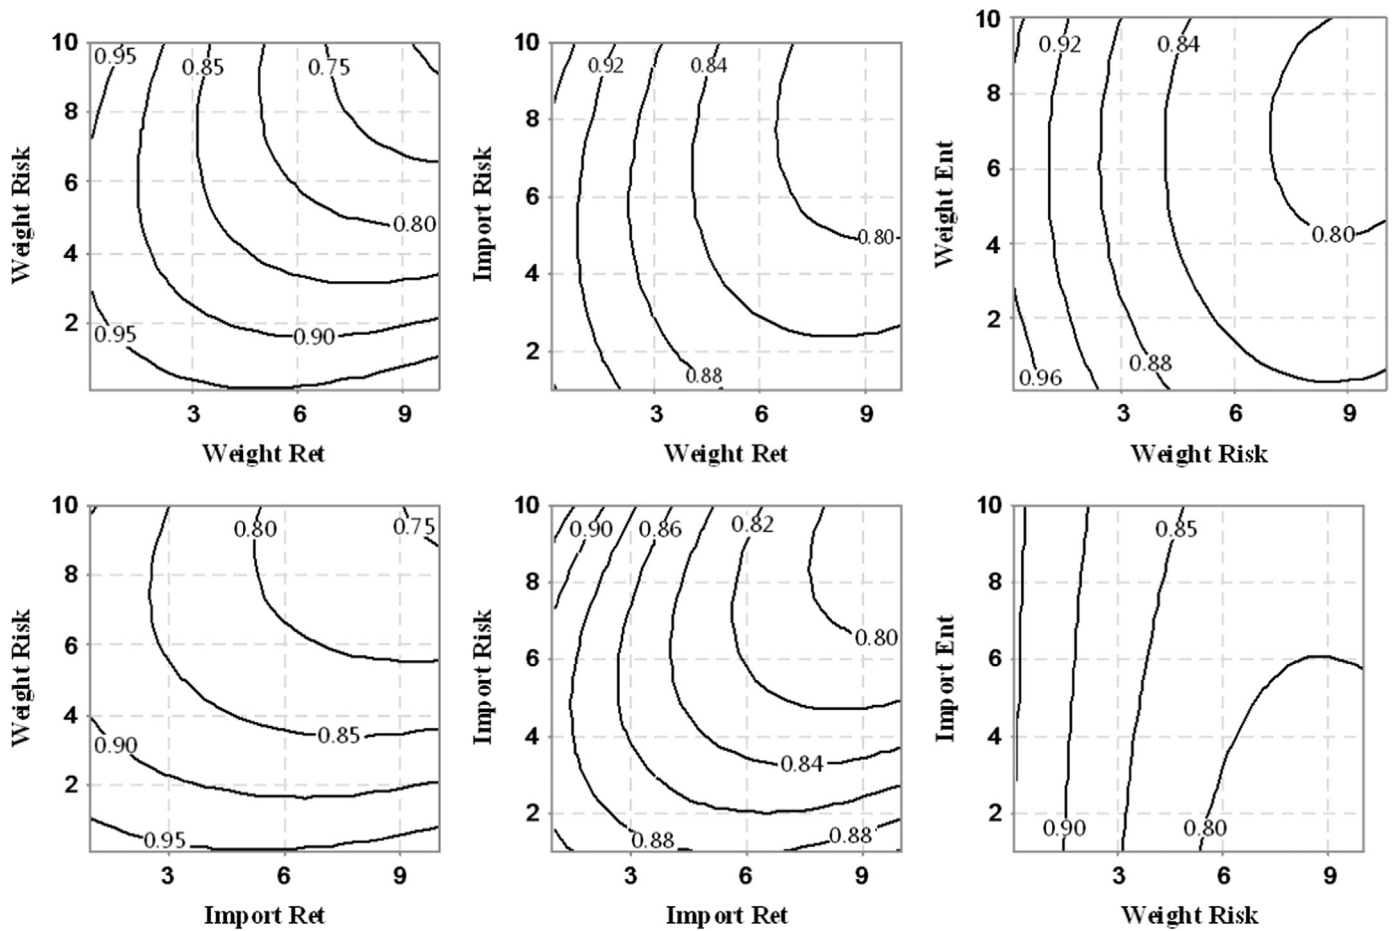 10 8 6 4 2
0.95 0.85 0.75
0.80
0.95 0.90
3 6 9
Weight Risk
Weight Ret
10 8 6 4 2
0.92 0.84
0.80
0.88
3 6 9
Import Risk
Weight Ret
10 8 6 4 2
0.92 0.84
0.80
0.96 0.88
3 6 9
Weight Ent
Weight Risk
10 8 6 4 2
0.80 0.75
0.90 0.85
0.95
3 6 9
Weight Risk
Import Ret
10 8 6 4 2
0.90 0.86 0.82
0.80
0.84
0.88 0.88
3 6 9
Import Risk
Import Ret
10 8 6 4 2
0.85
0.90 0.80
3 6 9
Import Ent
Weight Risk